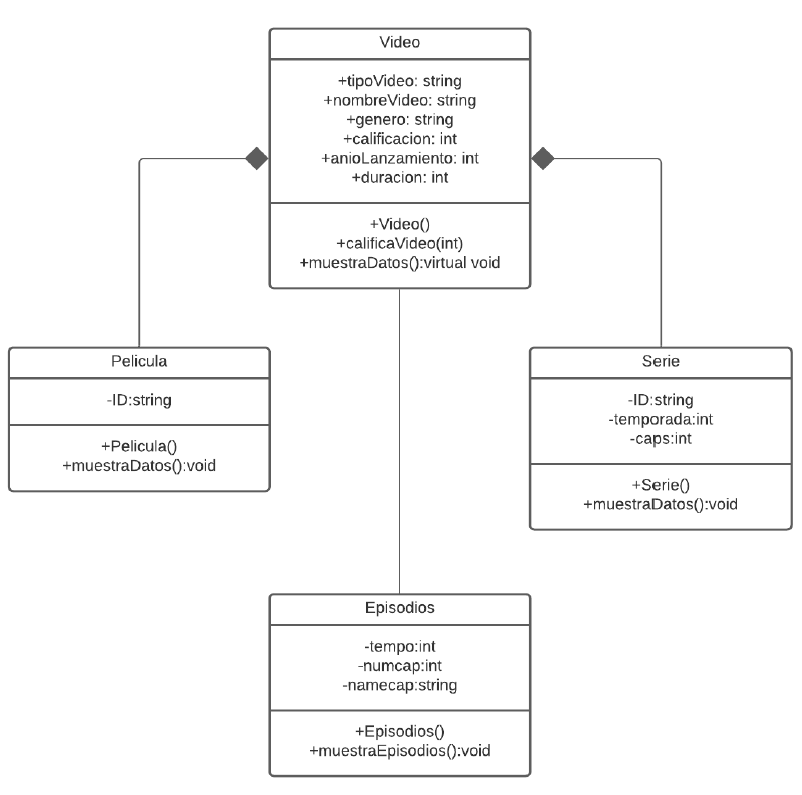 Video
+tipoVideo: string
+nombreVideo: string
+genero: string
+calificacion: int
+anioLanzamiento: int
+duracion: int
+Video()
+calificaVideo(int)
+muestraDatos():virtual void
Pelicula
-ID:string
+Pelicula()
+muestraDatos():void
Serie
-ID:string
-temporada:int
-caps:int
+Serie()
+muestraDatos():void
Episodios
-tempo:int
-numcap:int
-namecap:string
+Episodios()
+muestraEpisodios():void